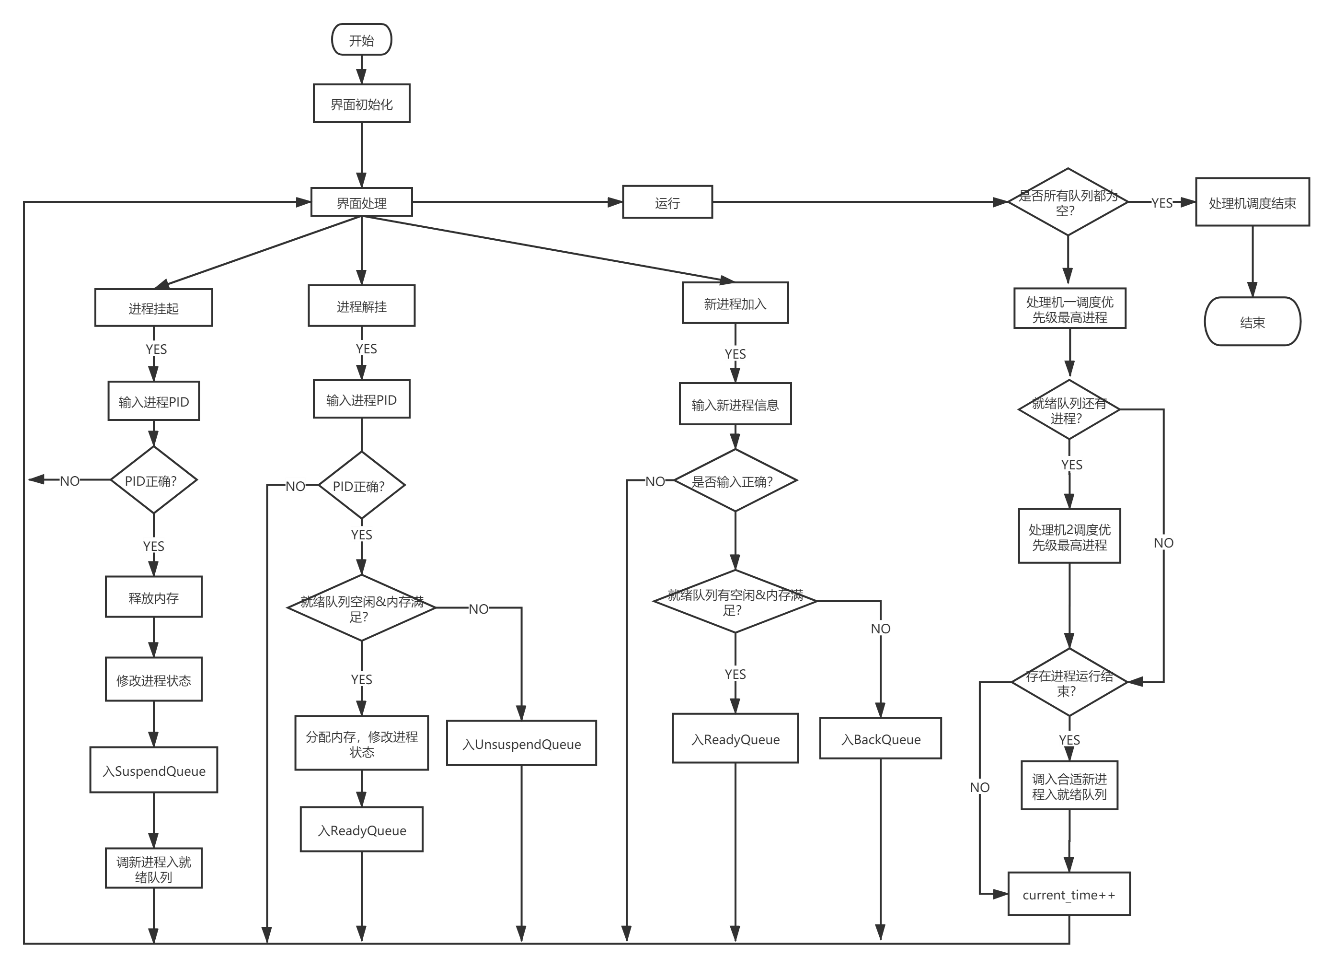 开始
界面初始化
界面处理
运行
是否所有队列都为
空?
YES
处理机调度结束
结束
进程挂起
YES
输入进程PID
PID正确?
NO
YES
释放内存
修改进程状态
入SuspendQueue
调新进程入就
绪队列
进程解挂
YES
输入进程PID
PID正确?
NO
YES
就绪队列空闲&内存满
足?
NO
YES
分配内存，修改进程
状态
入UnsuspendQueue
入ReadyQueue
新进程加入
YES
输入新进程信息
是否输入正确?
NO
就绪队列有空闲&内存满
足?
NO
YES
入ReadyQueue
入BackQueue
处理机一调度优
先级最高进程
就绪队列还有
进程?
YES
NO
处理机2调度优
先级最高进程
存在进程运行结
束?
YES
NO
调入合适新进
程入就绪队列
current_time++